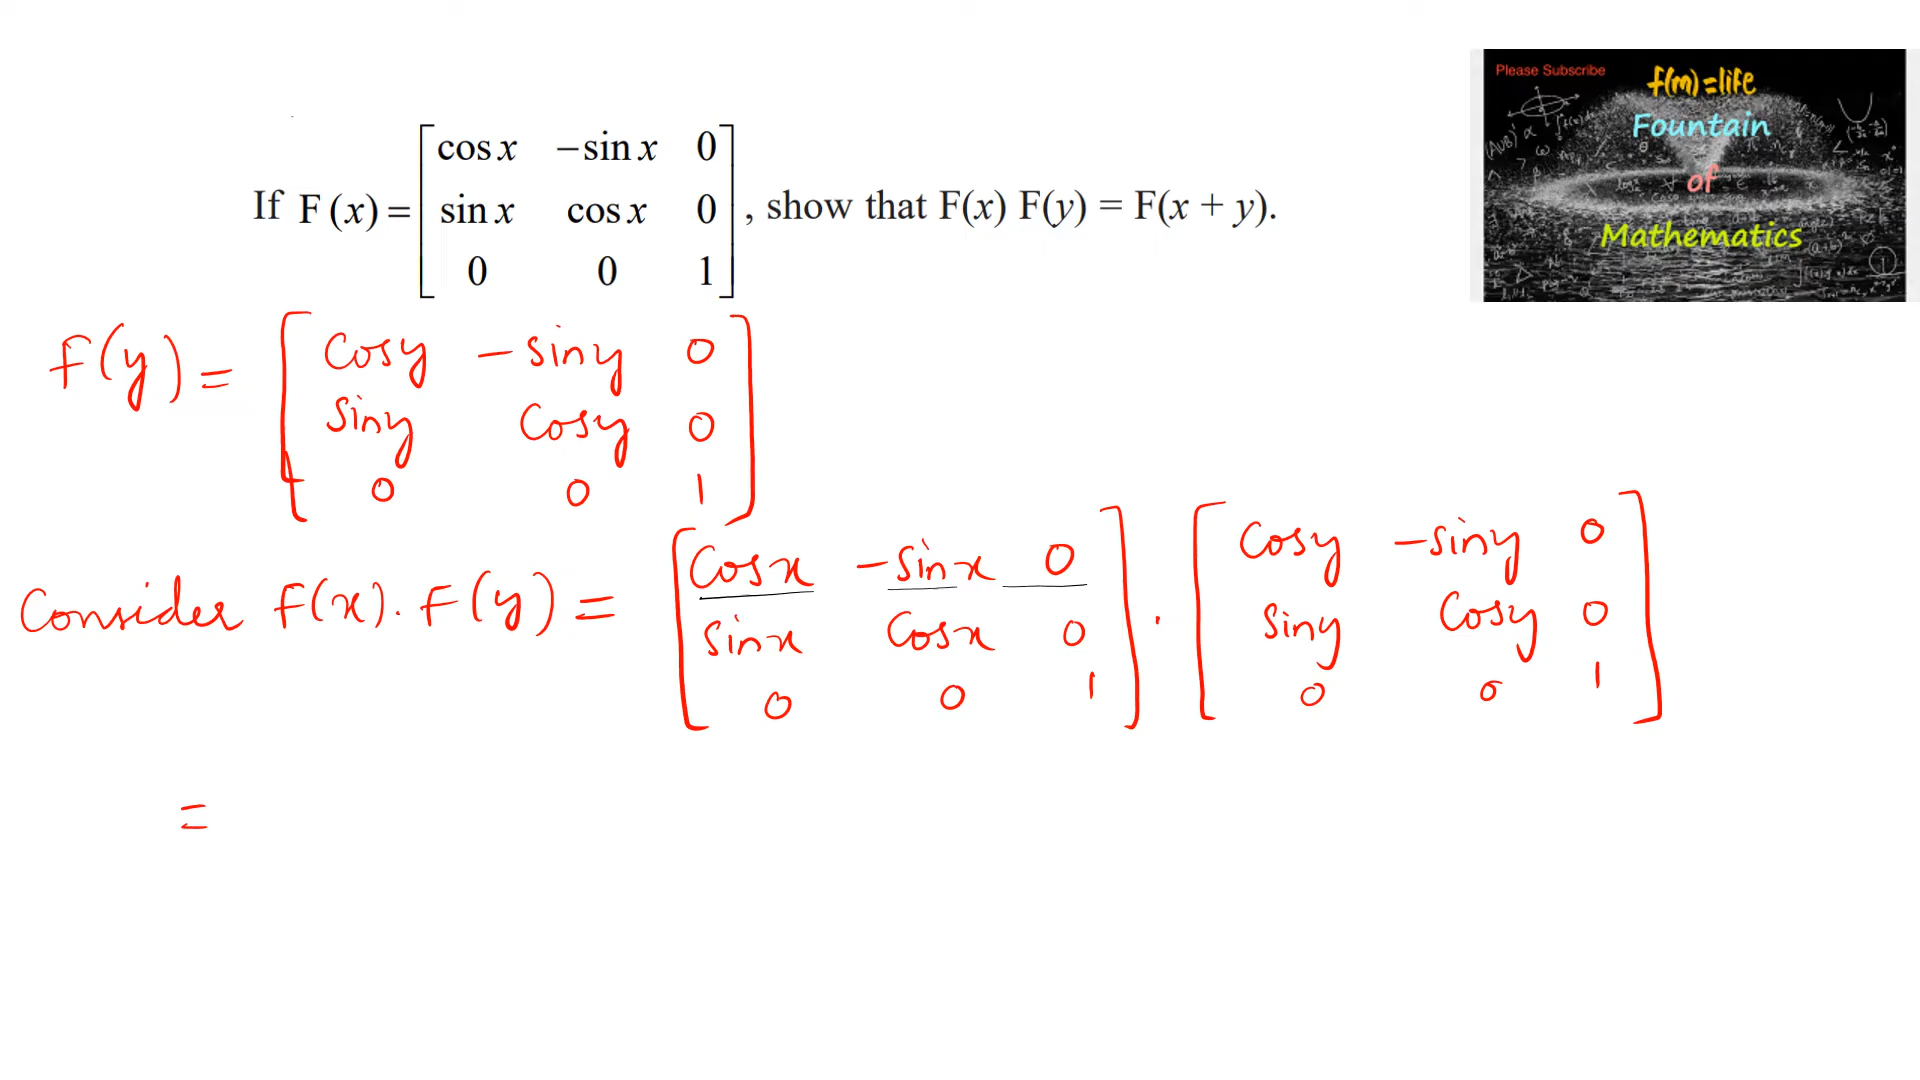 Please Subscribe
f(m)=life
Fountain
of
Mathematics
If F(x) = [cos x −sin x 0
sin x cos x 0
0 0 1], show that F(x) F(y) = F(x + y).
F(y) = [Cosy −siny 0
Siny Cosy 0
0 0 1]
Consider F(x). F(y) = [Cosx −Sinx 0 . [Cosy −siny 0
Sinx Cosx 0 Siny Cosy 0
0 0 1] 0 0 1]
=